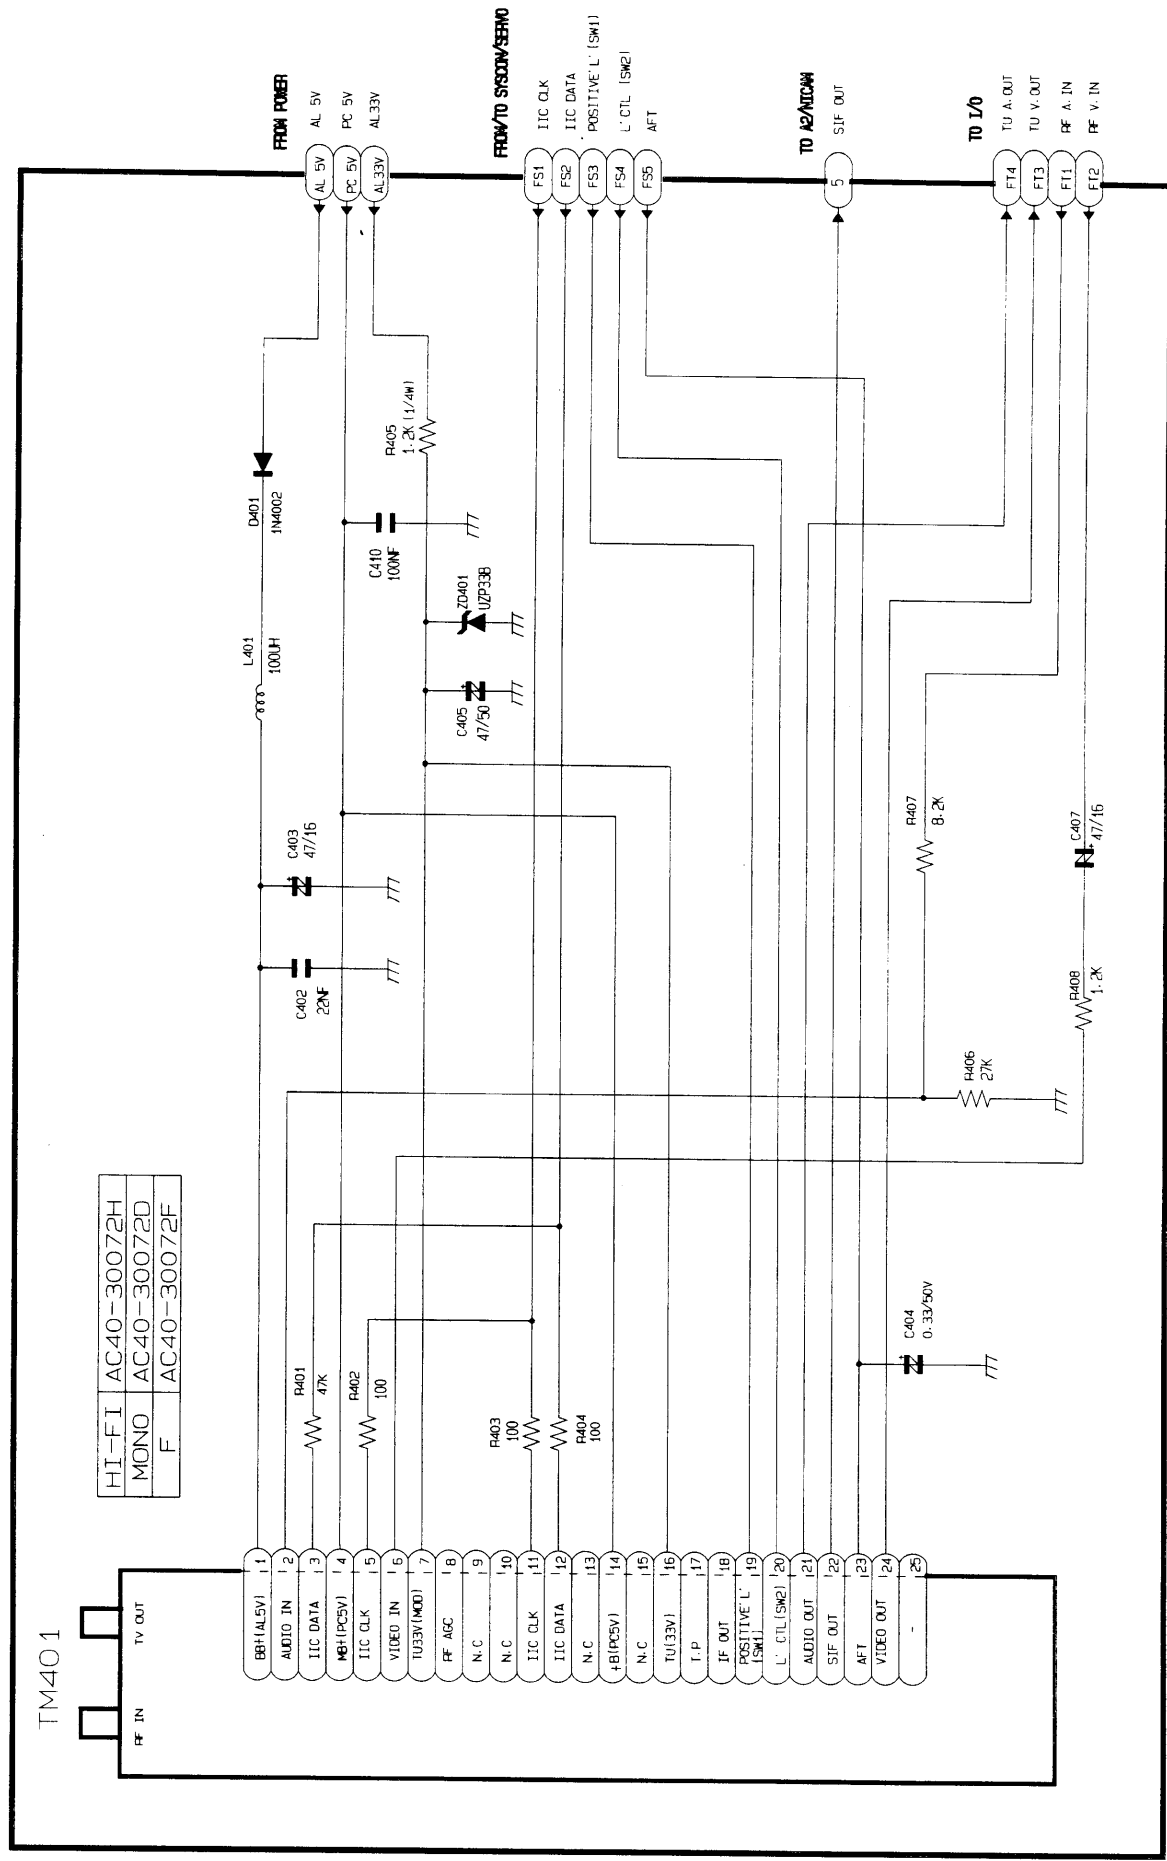 TM401
RF IN
TV OUT
HI-FI AC40-30072H
MONO AC40-30072D
F AC40-30072F
BB+(AL5V) 1
AUDIO IN 2
IIC DATA 3
MB+(PC5V) 4
IIC CLK 5
VIDEO IN 6
TU33V(MOD) 7
RF AGC 8
N.C 9
N.C 10
IIC CLK 11
IIC DATA 12
N.C 13
+B(PC5V) 14
N.C 15
TU(33V) 16
T.P 17
IF OUT 18
POSITIVE'L' (SW1) 19
L' CTL(SW2) 20
AUDIO OUT 21
SIF OUT 22
AFT 23
VIDEO OUT 24
- 25
R401
47K
R402
100
R403
100
R404
100
C402
22NF
C403
47/16
L401
100UH
D401
1N4002
C405
47/50
ZD401
UZP33B
C410
100NF
R405
1.2K(1/4W)
C404
0.33/50V
R406
27K
R407
8.2K
R408
1.2K
C407
47/16
FROM POWER
AL 5V AL 5V
PC 5V PC 5V
AL33V AL33V
FROM/TO SYSCON/SERVO
FS1 IIC CLK
FS2 IIC DATA
FS3 POSITIVE'L'(SW1)
FS4 L'CTL (SW2)
FS5 AFT
TO A2/NICAM
5 SIF OUT
TO I/O
FT4 TU A.OUT
FT3 TU V.OUT
FT1 RF A.IN
FT2 RF V.IN